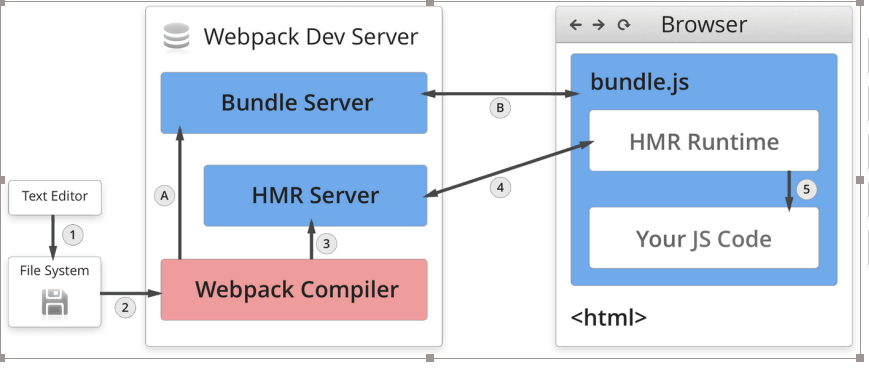 Webpack Dev Server
Browser
Bundle Server
bundle.js
B
HMR Runtime
A
HMR Server
4
5
Text Editor
1
3
Your JS Code
File System
2
Webpack Compiler
<html>